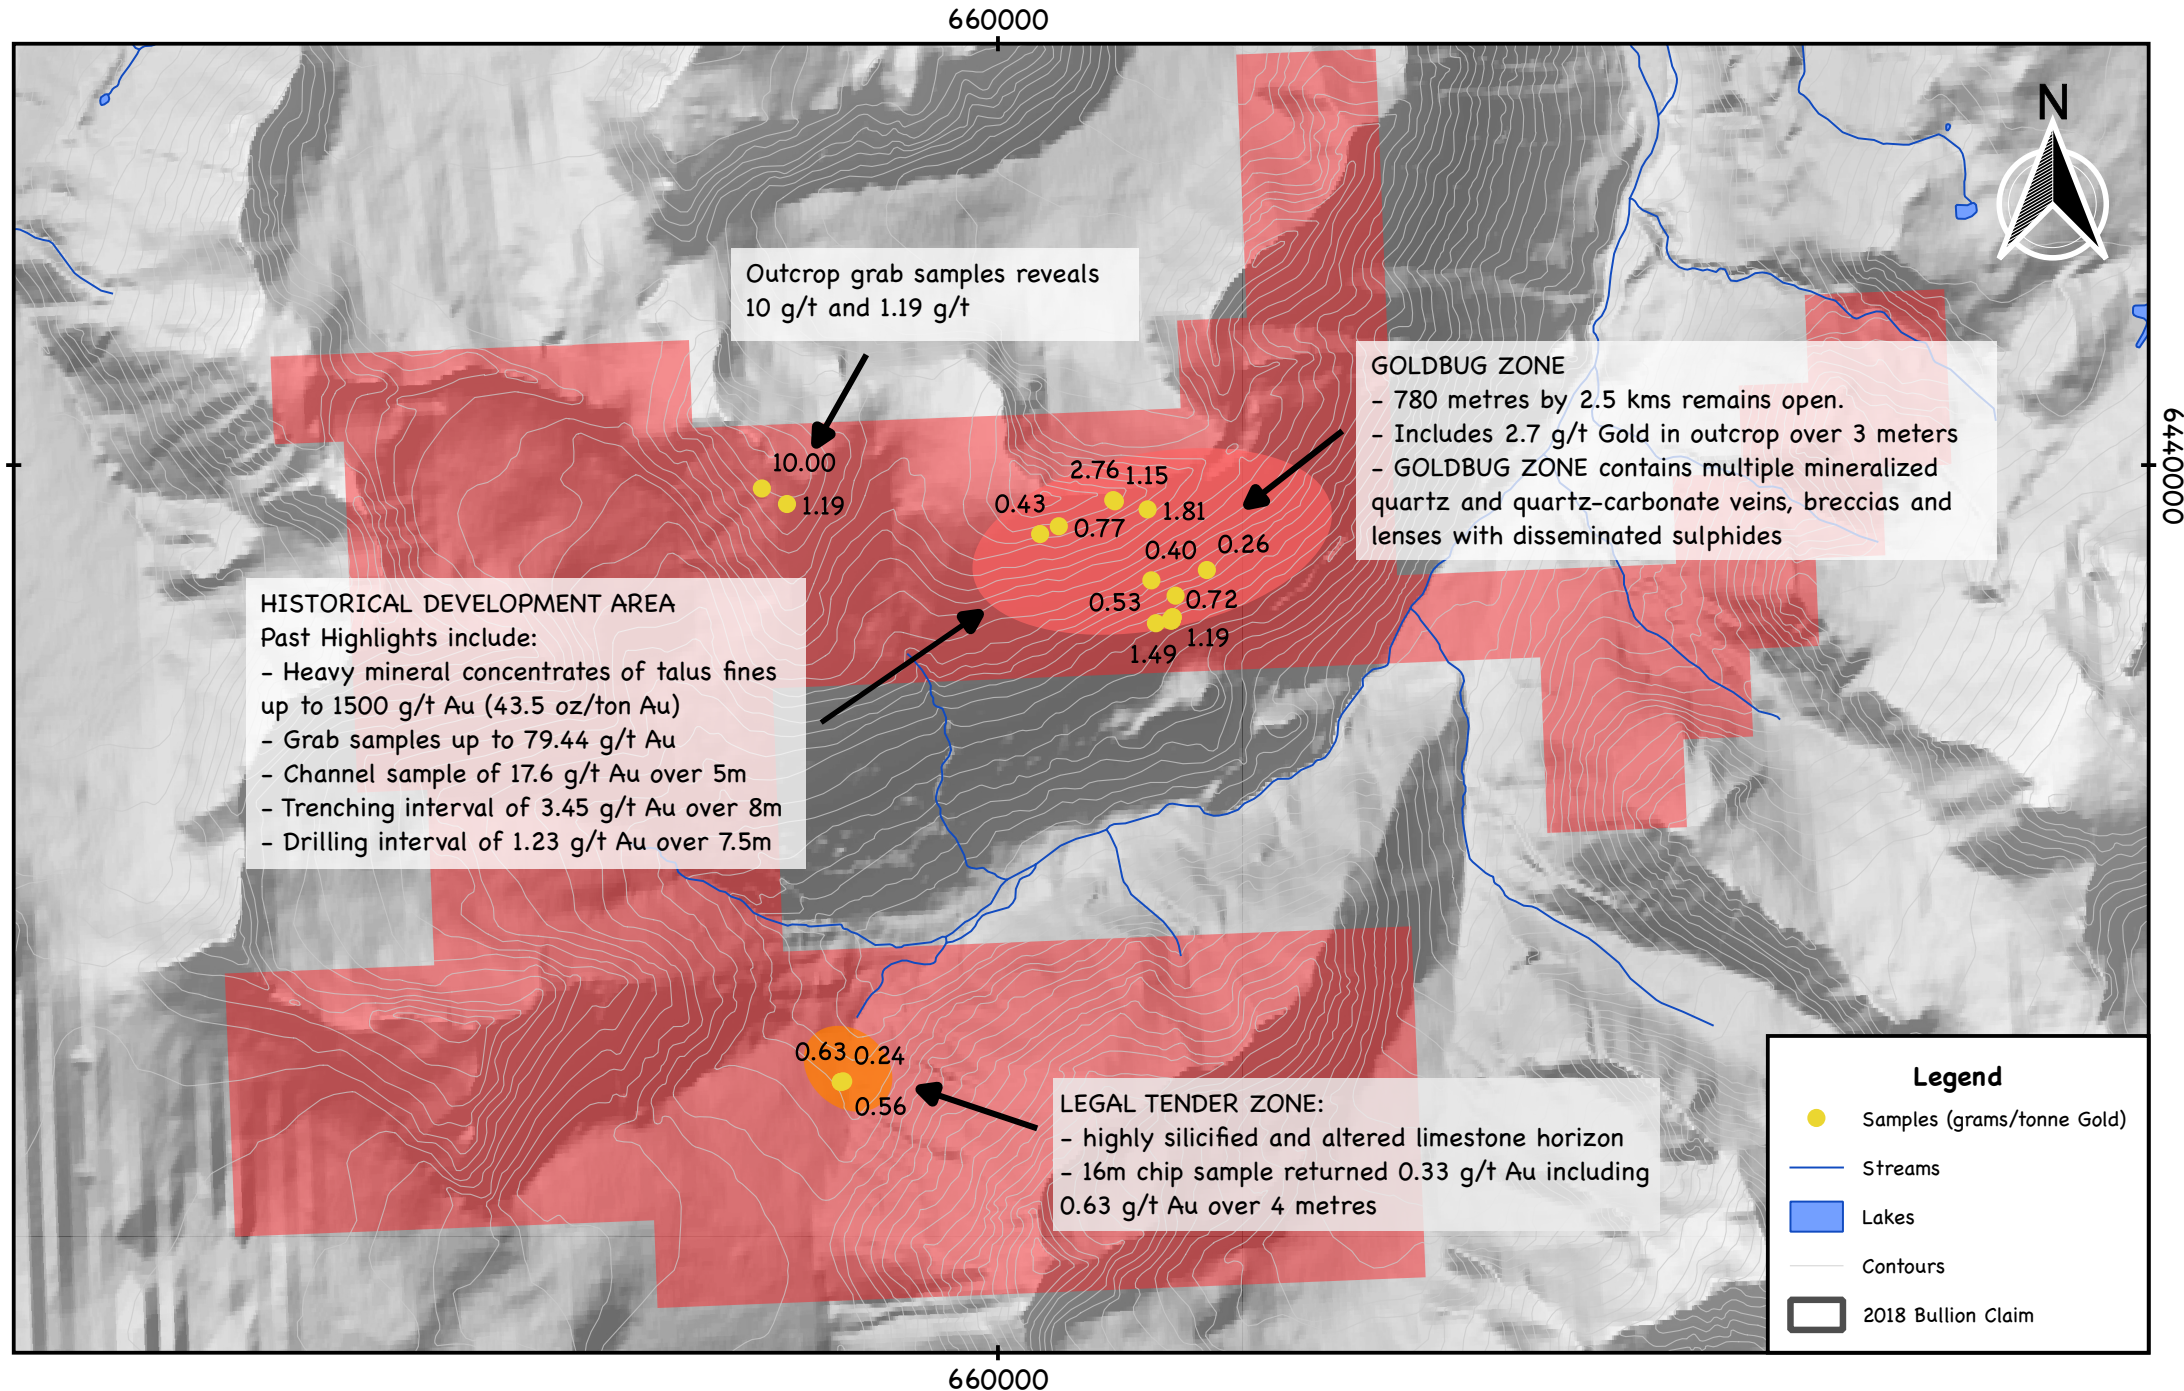 660000
N
Outcrop grab samples reveals
10 g/t and 1.19 g/t
GOLDBUG ZONE
- 780 metres by 2.5 kms remains open.
- Includes 2.7 g/t Gold in outcrop over 3 meters
- GOLDBUG ZONE contains multiple mineralized
quartz and quartz-carbonate veins, breccias and
lenses with disseminated sulphides
6440000
10.00
1.19
2.76
1.15
0.43
1.81
0.77
0.40
0.26
0.53
0.72
1.19
1.49
HISTORICAL DEVELOPMENT AREA
Past Highlights include:
- Heavy mineral concentrates of talus fines
up to 1500 g/t Au (43.5 oz/ton Au)
- Grab samples up to 79.44 g/t Au
- Channel sample of 17.6 g/t Au over 5m
- Trenching interval of 3.45 g/t Au over 8m
- Drilling interval of 1.23 g/t Au over 7.5m
0.63
0.24
0.56
LEGAL TENDER ZONE:
- highly silicified and altered limestone horizon
- 16m chip sample returned 0.33 g/t Au including
0.63 g/t Au over 4 metres
Legend
Samples (grams/tonne Gold)
Streams
Lakes
Contours
2018 Bullion Claim
660000